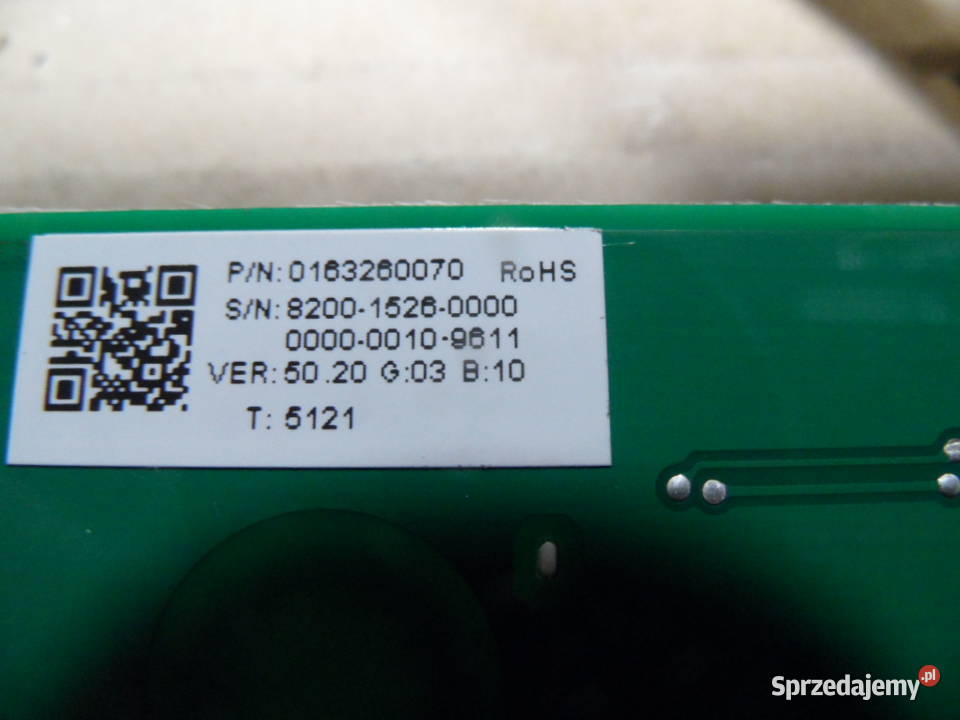 P/N:0163260070 RoHS
S/N:8200-1526-0000
0000-0010-9611
VER:50.20 G:03 B:10
T: 5121
Sprzedajemy.pl